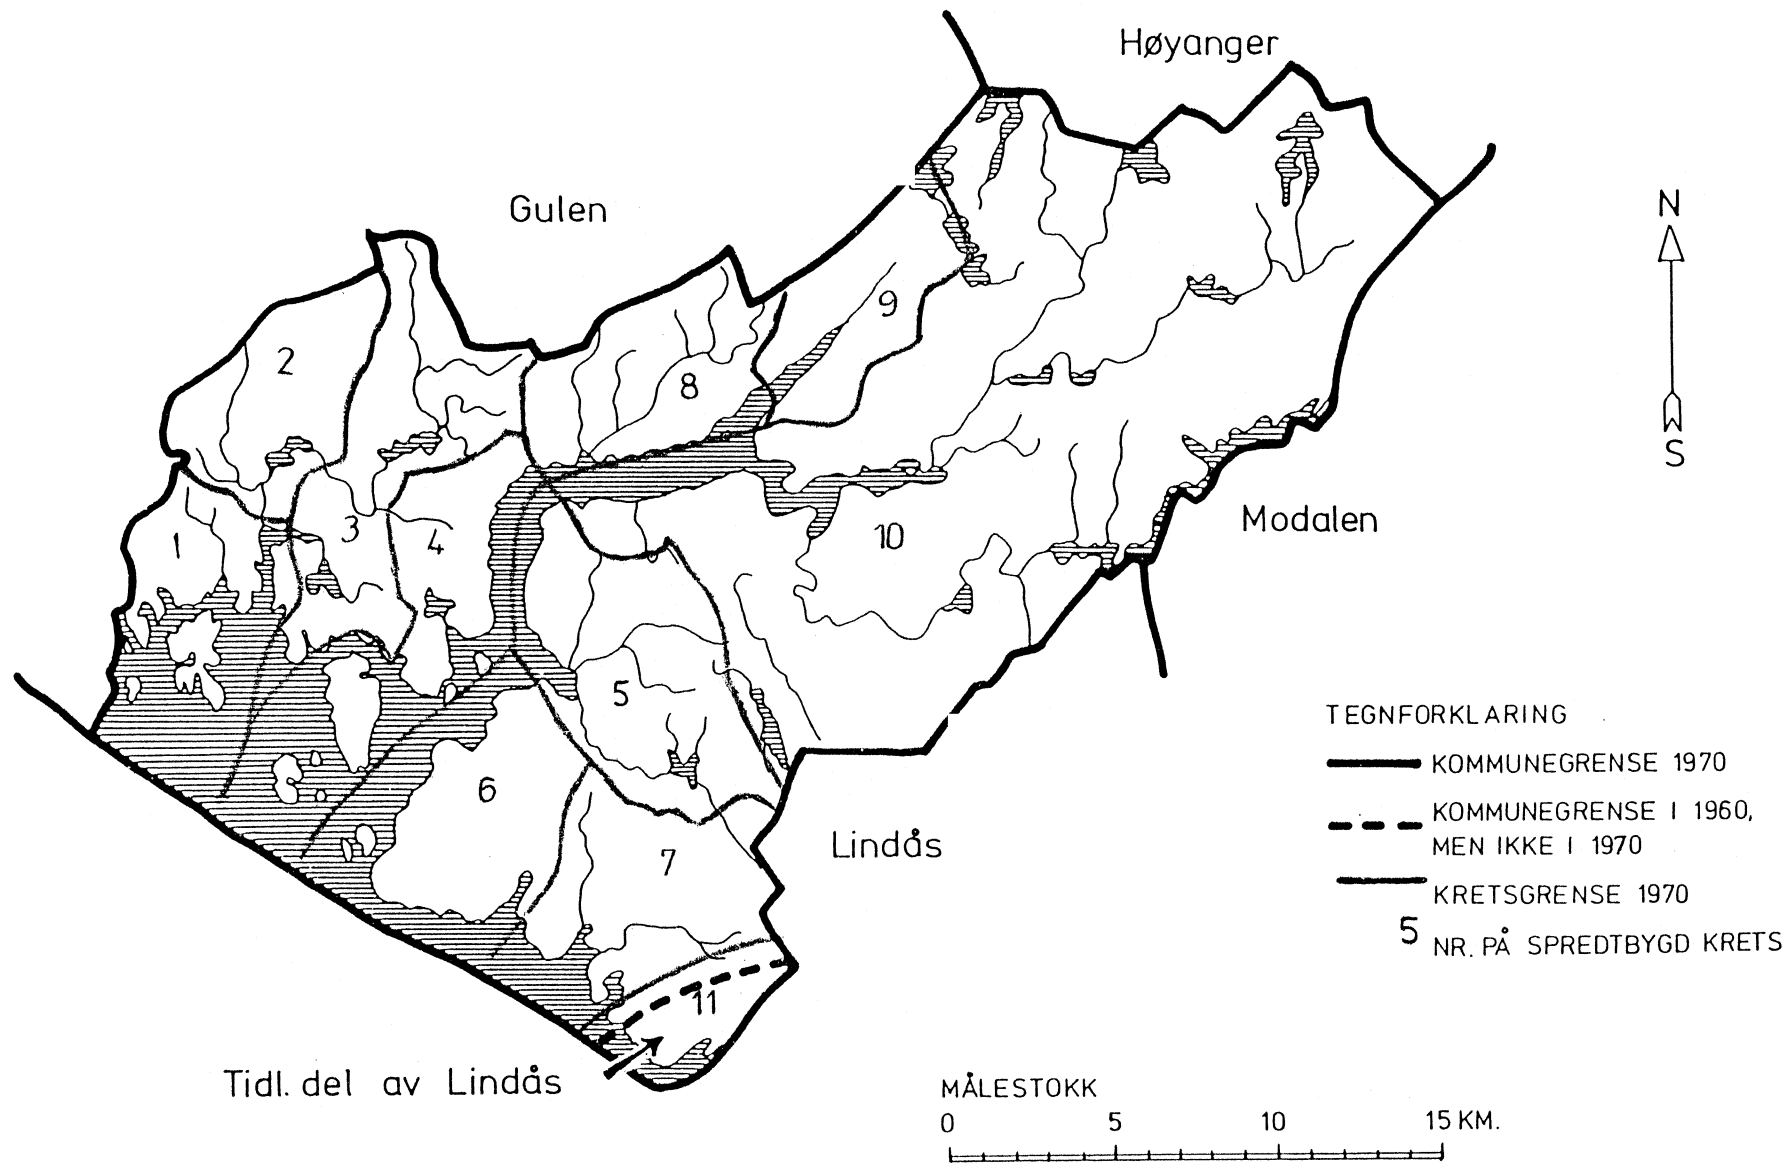 Høyanger
Gulen
N
S
2
9
8
1
3
4
10
Modalen
5
6
7
Lindås
11
Tidl. del av Lindås
TEGNFORKLARING
KOMMUNEGRENSE 1970
KOMMUNEGRENSE I 1960,
MEN IKKE I 1970
KRETSGRENSE 1970
5 NR. PÅ SPREDTBYGD KRETS
MÅLESTOKK
0 5 10 15 KM.